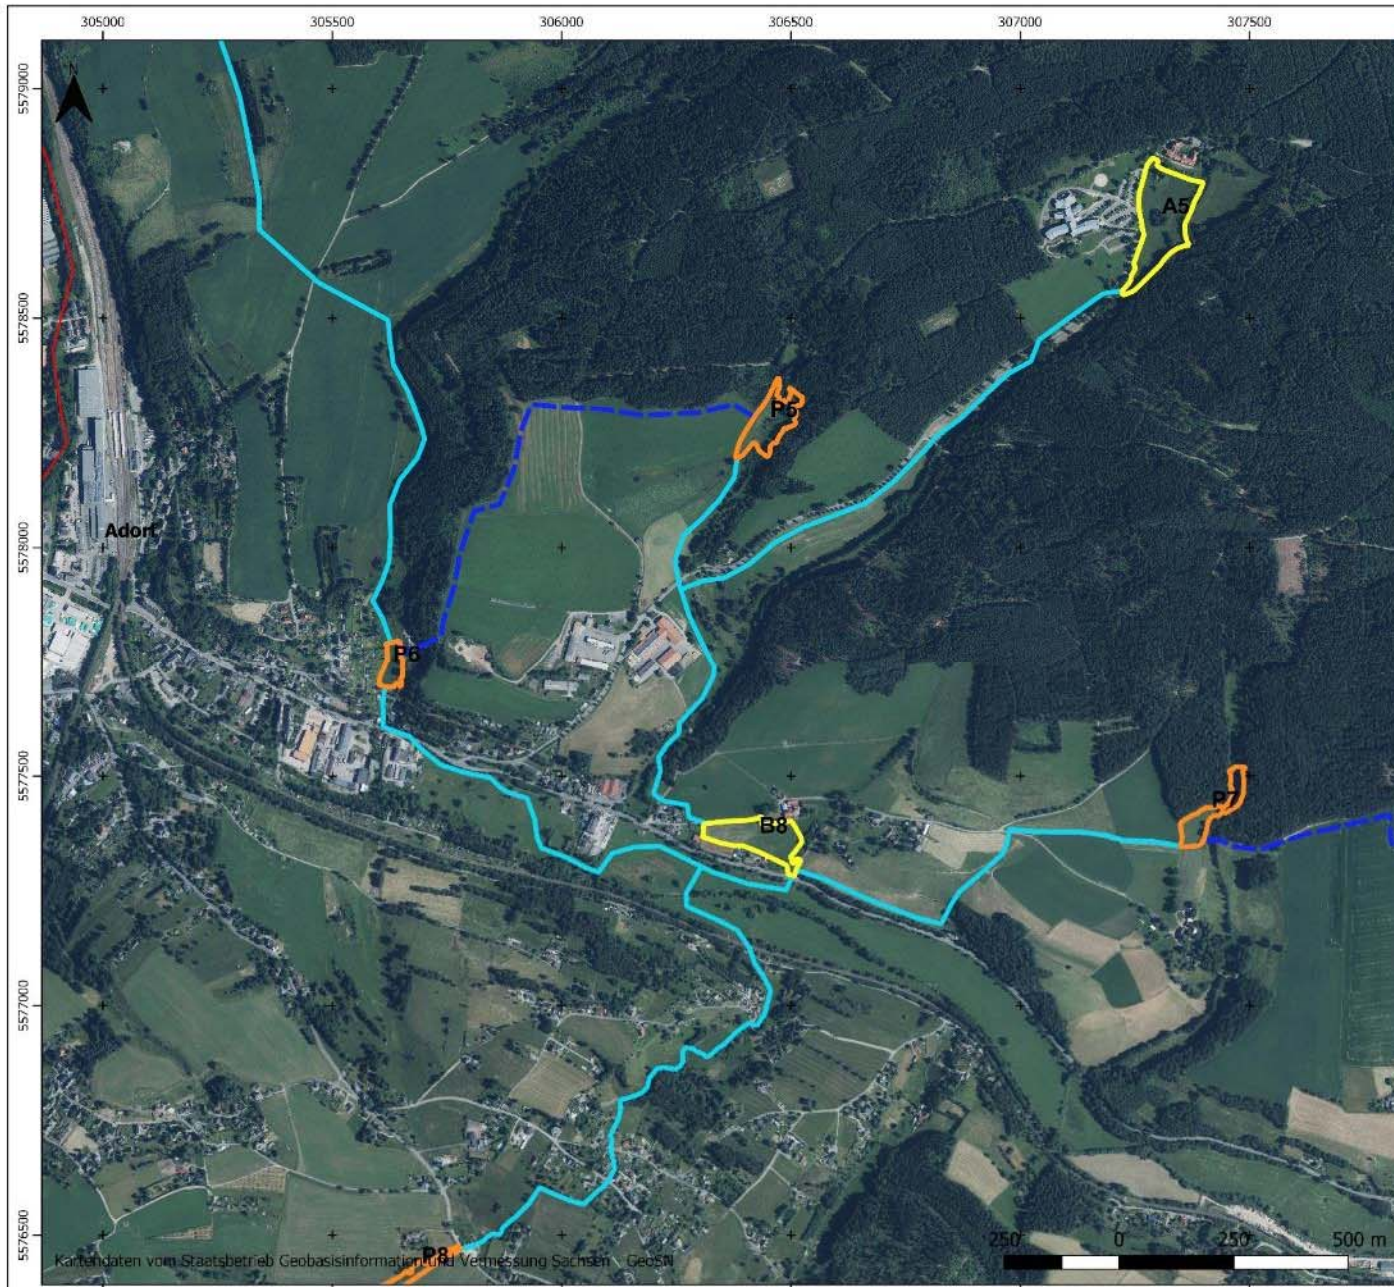 305000 305500 306000 306500 307000 307500
5579000
N
A5
5578500
P5
5578000
Adorf
P6
5577500
P7
B8
5577000
5576500
250 0 250 500 m
P8
Kartendaten vom Staatsbetrieb Geobasisinformation und Vermessung Sachsen - GeoSN